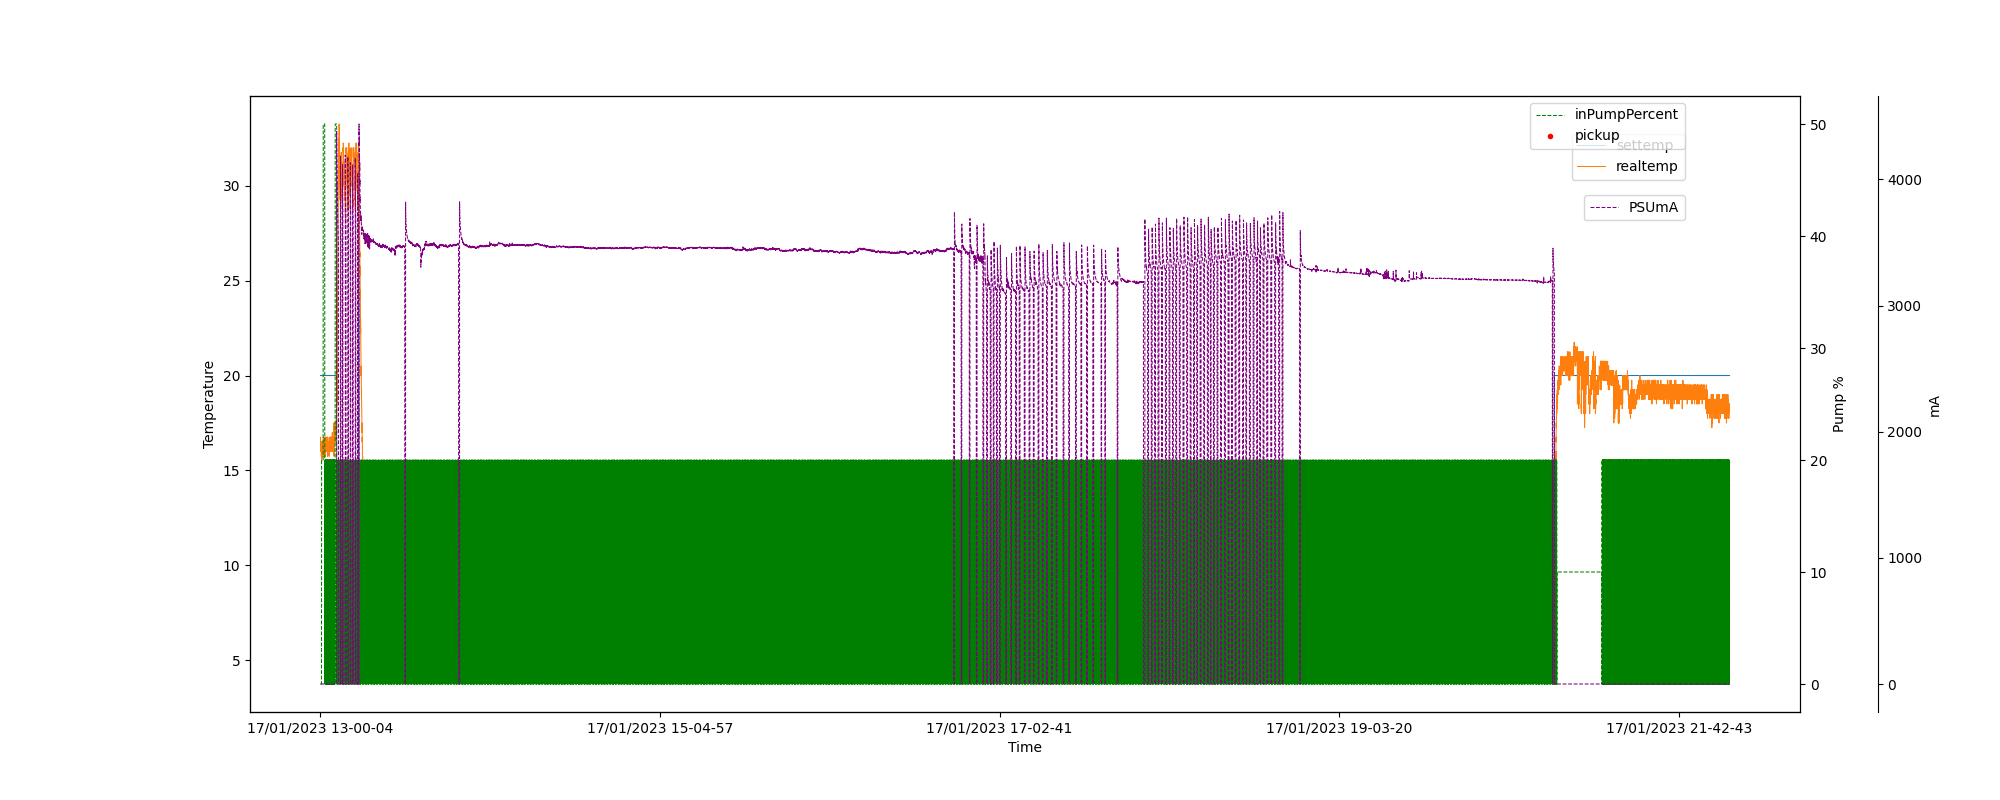 inPumpPercent
pickup
settemp
realtemp
PSUmA
30
25
20
15
10
5
Temperature
50
40
30
20
10
0
Pump %
4000
3000
2000
1000
0
mA
17/01/2023 13-00-04
17/01/2023 15-04-57
17/01/2023 17-02-41
17/01/2023 19-03-20
17/01/2023 21-42-43
Time